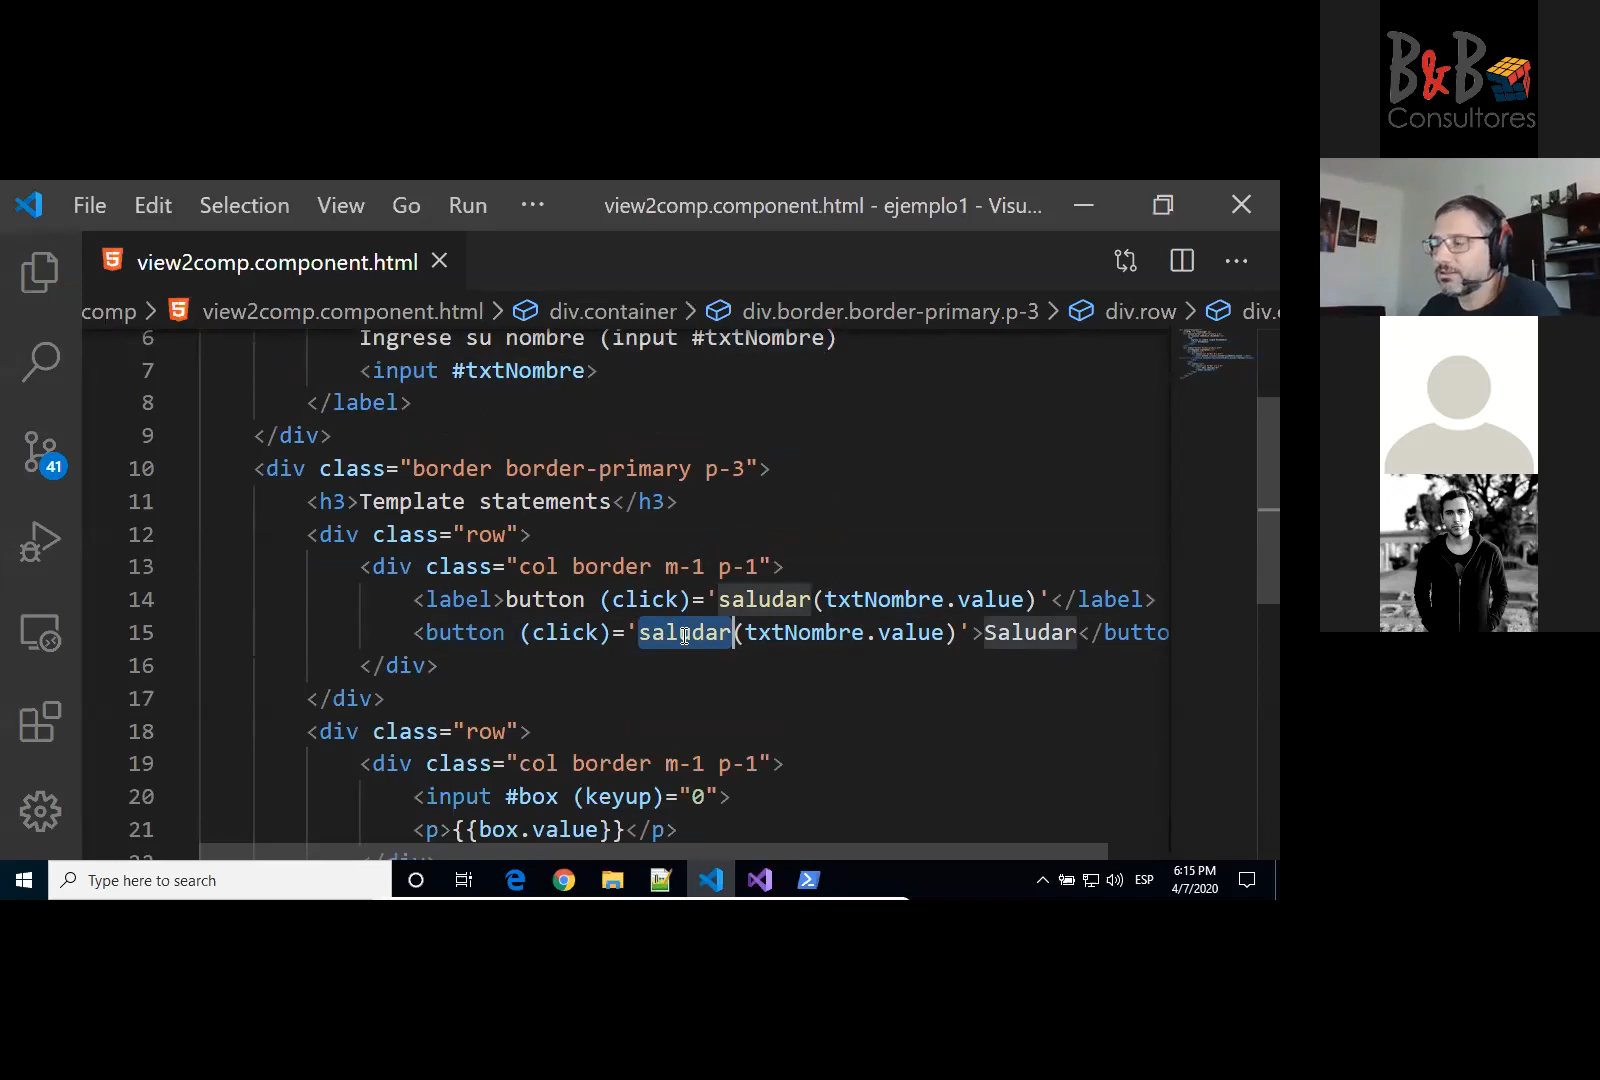 B&B
Consultores
File Edit Selection View Go Run ··· view2comp.component.html - ejemplo1 - Visu...
view2comp.component.html
comp > view2comp.component.html > div.container > div.border.border-primary.p-3 > div.row >
6 Ingrese su nombre (input #txtNombre)
7 <input #txtNombre>
8 </label>
9 </div>
10 <div class="border border-primary p-3">
11 <h3>Template statements</h3>
12 <div class="row">
13 <div class="col border m-1 p-1">
14 <label>button (click)='saludar(txtNombre.value)'</label>
15 <button (click)='saludar(txtNombre.value)'>Saludar</butto
16 </div>
17 </div>
18 <div class="row">
19 <div class="col border m-1 p-1">
20 <input #box (keyup)="0">
21 <p>{{box.value}}</p>
41
Type here to search
ESP
6:15 PM
4/7/2020